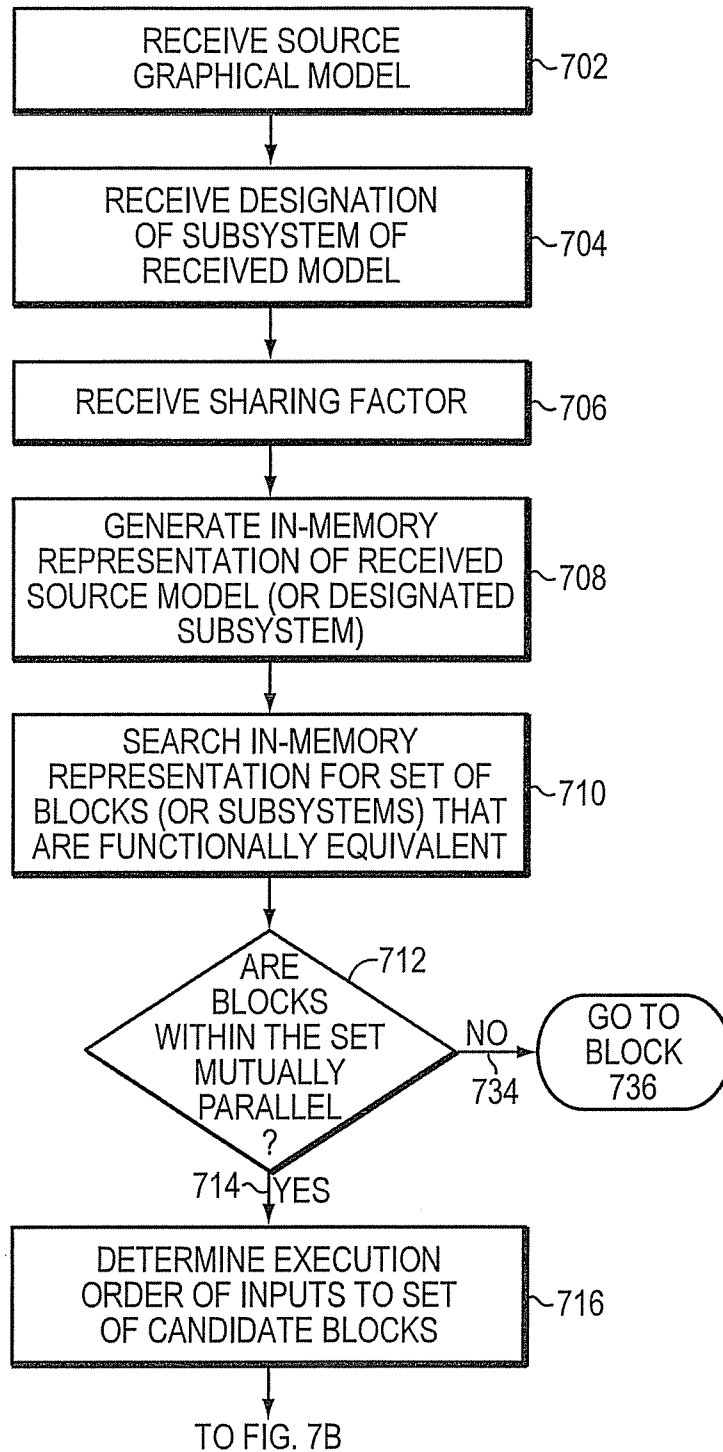 RECEIVE SOURCE
GRAPHICAL MODEL
702
RECEIVE DESIGNATION
OF SUBSYSTEM OF
RECEIVED MODEL
704
RECEIVE SHARING FACTOR
706
GENERATE IN-MEMORY
REPRESENTATION OF RECEIVED
SOURCE MODEL (OR DESIGNATED
SUBSYSTEM)
708
SEARCH IN-MEMORY
REPRESENTATION FOR SET OF
BLOCKS (OR SUBSYSTEMS) THAT
ARE FUNCTIONALLY EQUIVALENT
710
712
ARE
BLOCKS
WITHIN THE SET
MUTUALLY
PARALLEL
?
NO
734
GO TO
BLOCK
736
714 YES
DETERMINE EXECUTION
ORDER OF INPUTS TO SET
OF CANDIDATE BLOCKS
716
TO FIG. 7B